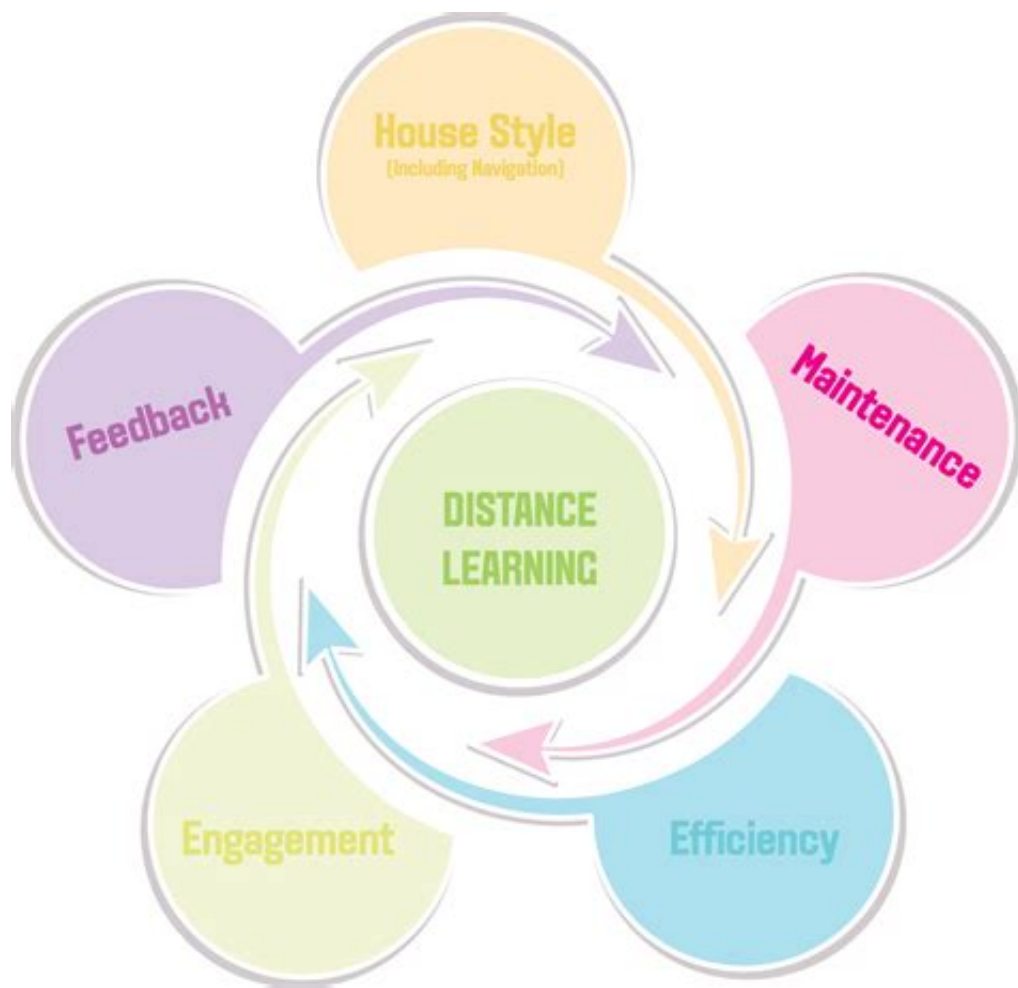 House Style
(Including Navigation)
Maintenance
Feedback
DISTANCE
LEARNING
Engagement
Efficiency